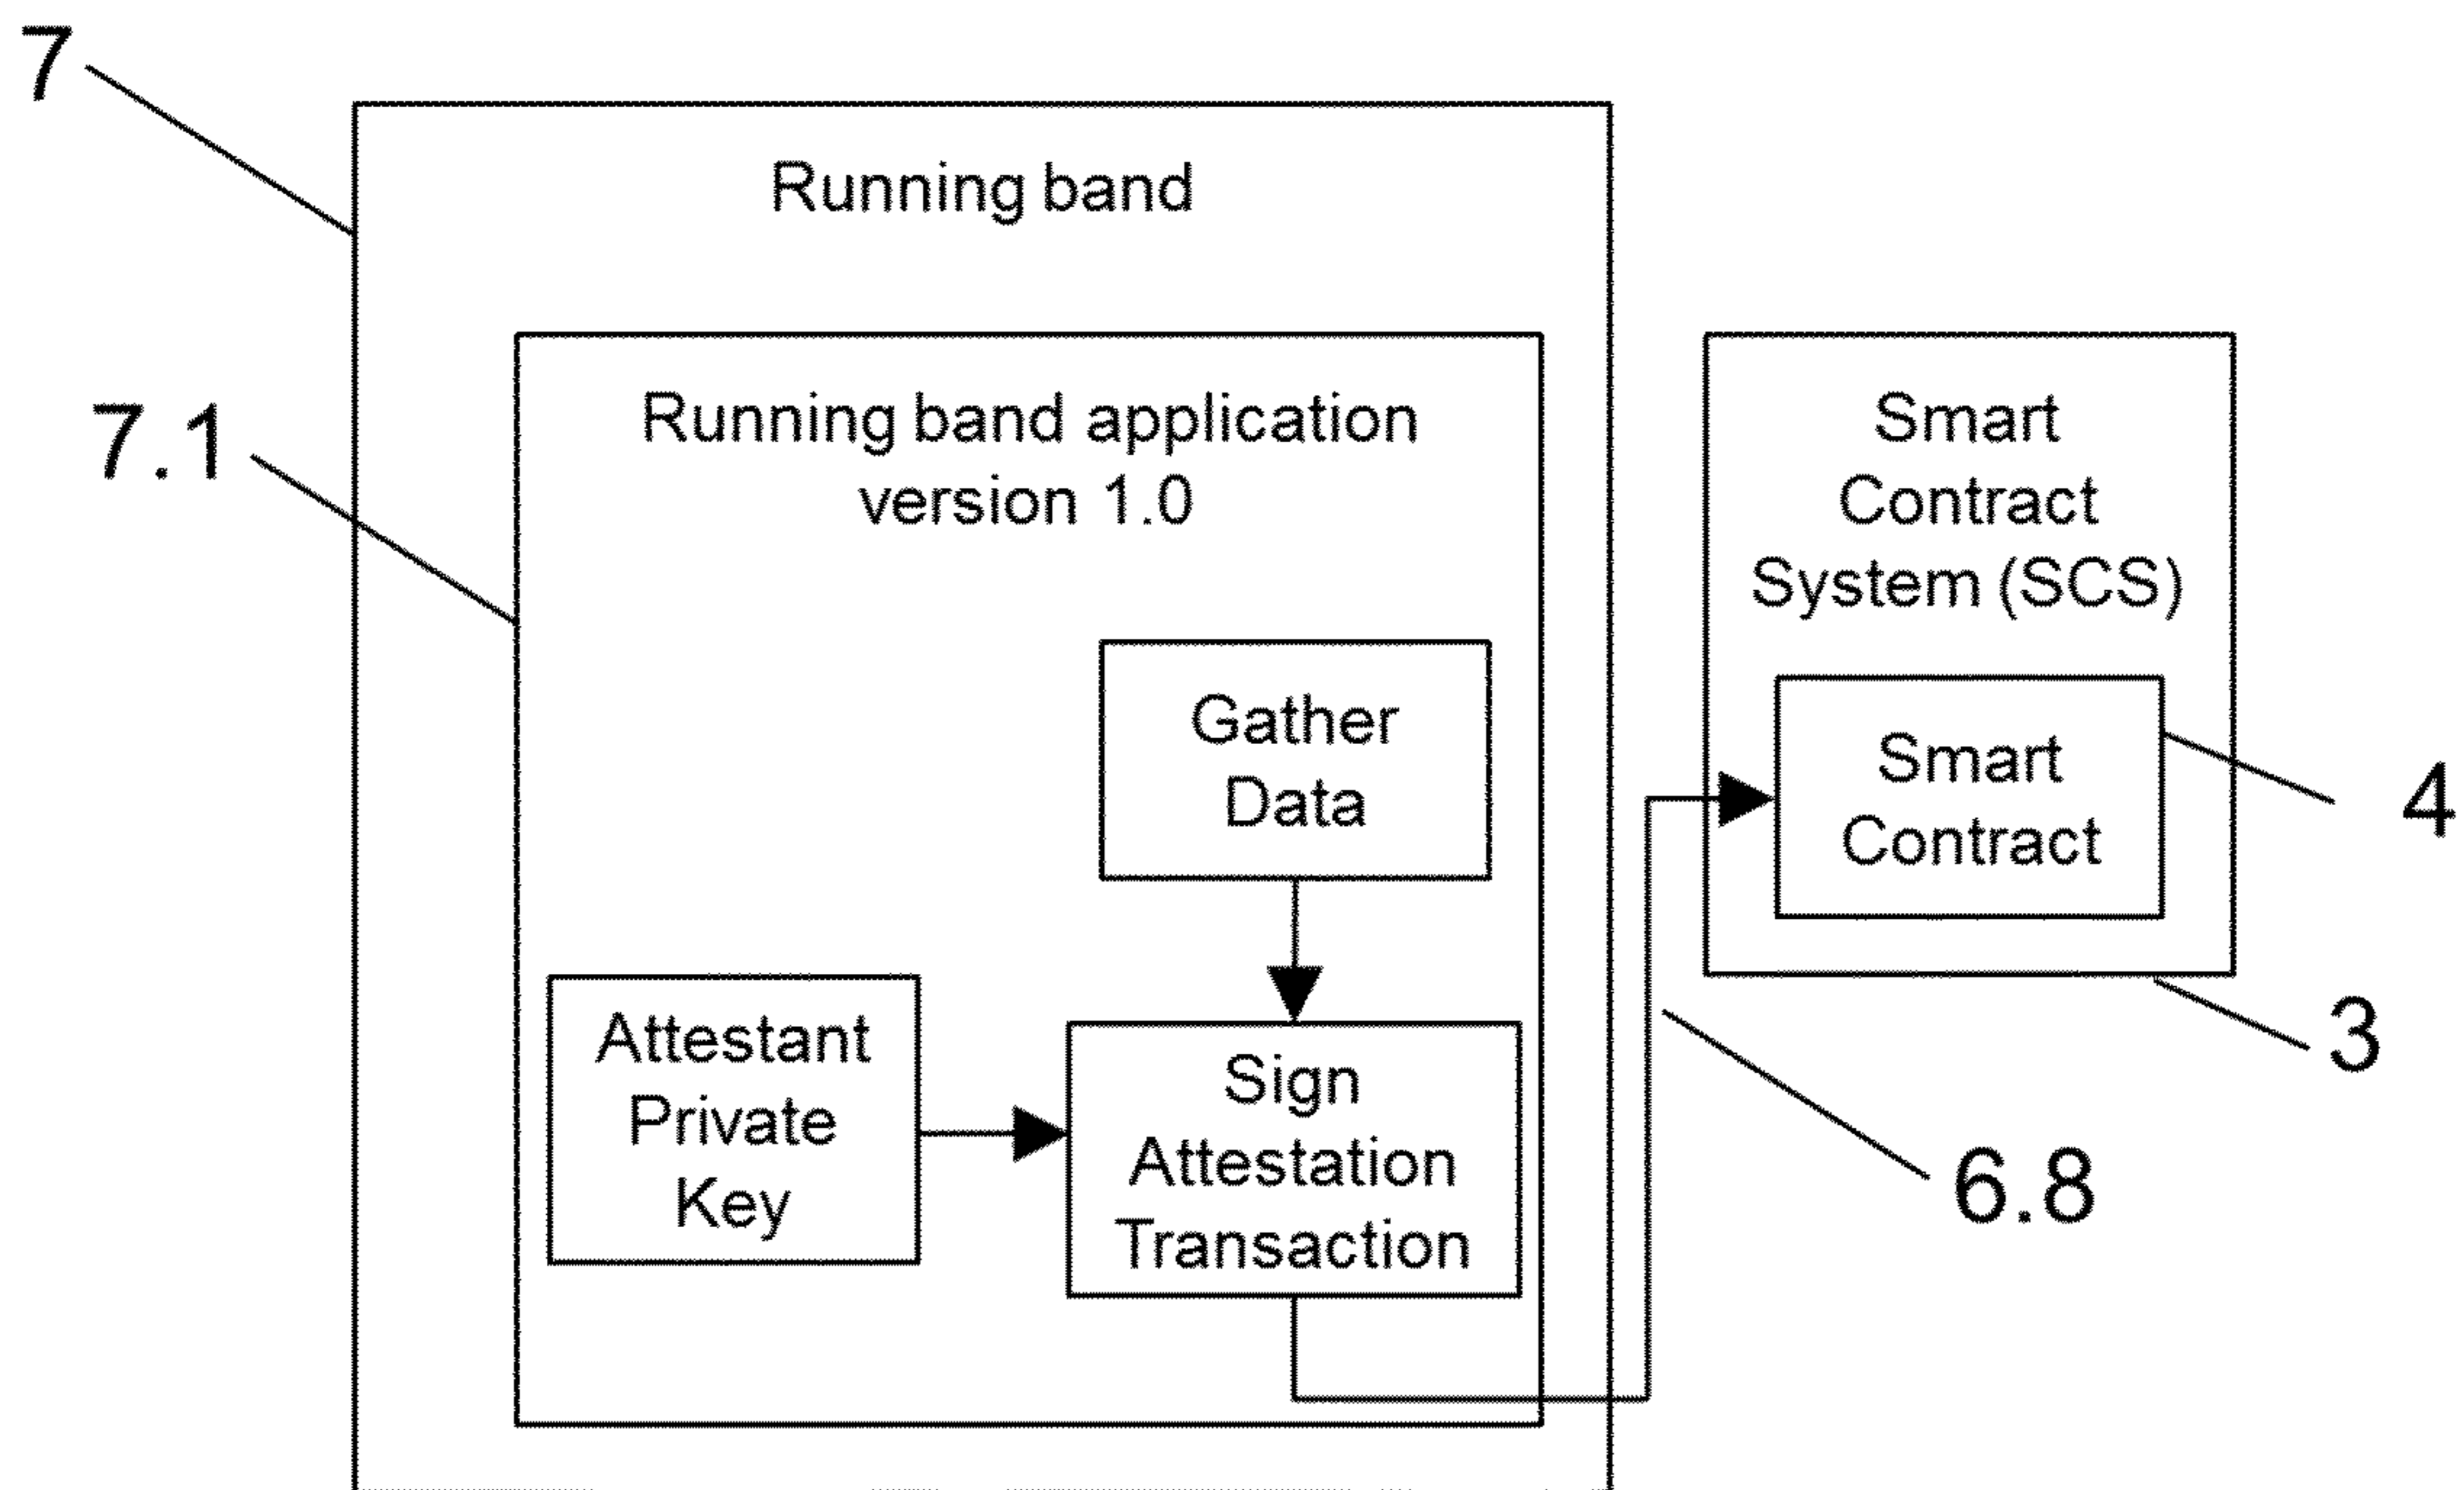 7
Running band
7.1
Running band application
version 1.0
Gather
Data
Attestant
Private
Key
Sign
Attestation
Transaction
Smart
Contract
System (SCS)
Smart
Contract
4
3
6.8